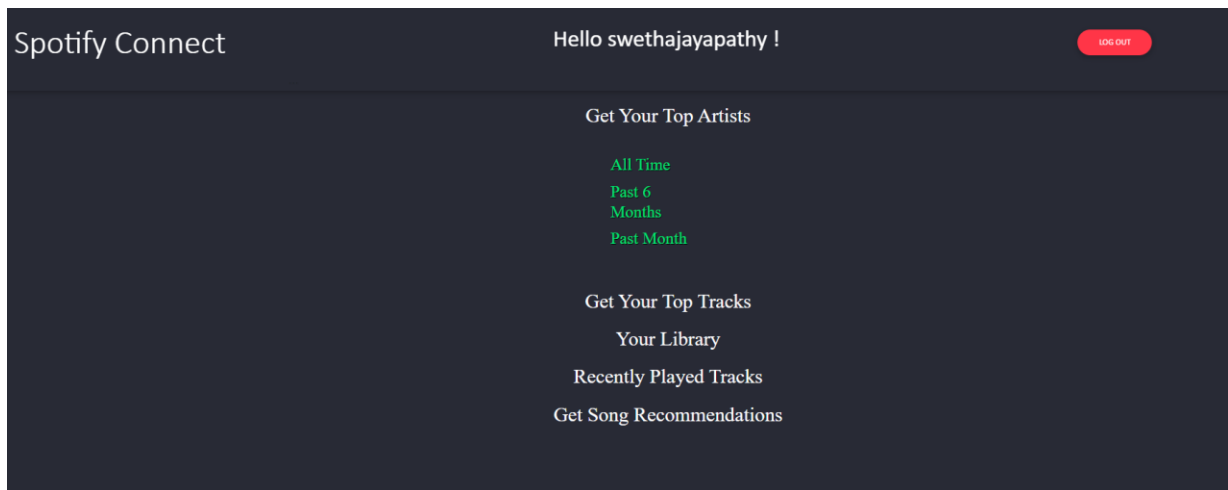 Spotify Connect
Hello swethajayapathy !
LOG OUT
Get Your Top Artists
All Time
Past 6
Months
Past Month
Get Your Top Tracks
Your Library
Recently Played Tracks
Get Song Recommendations